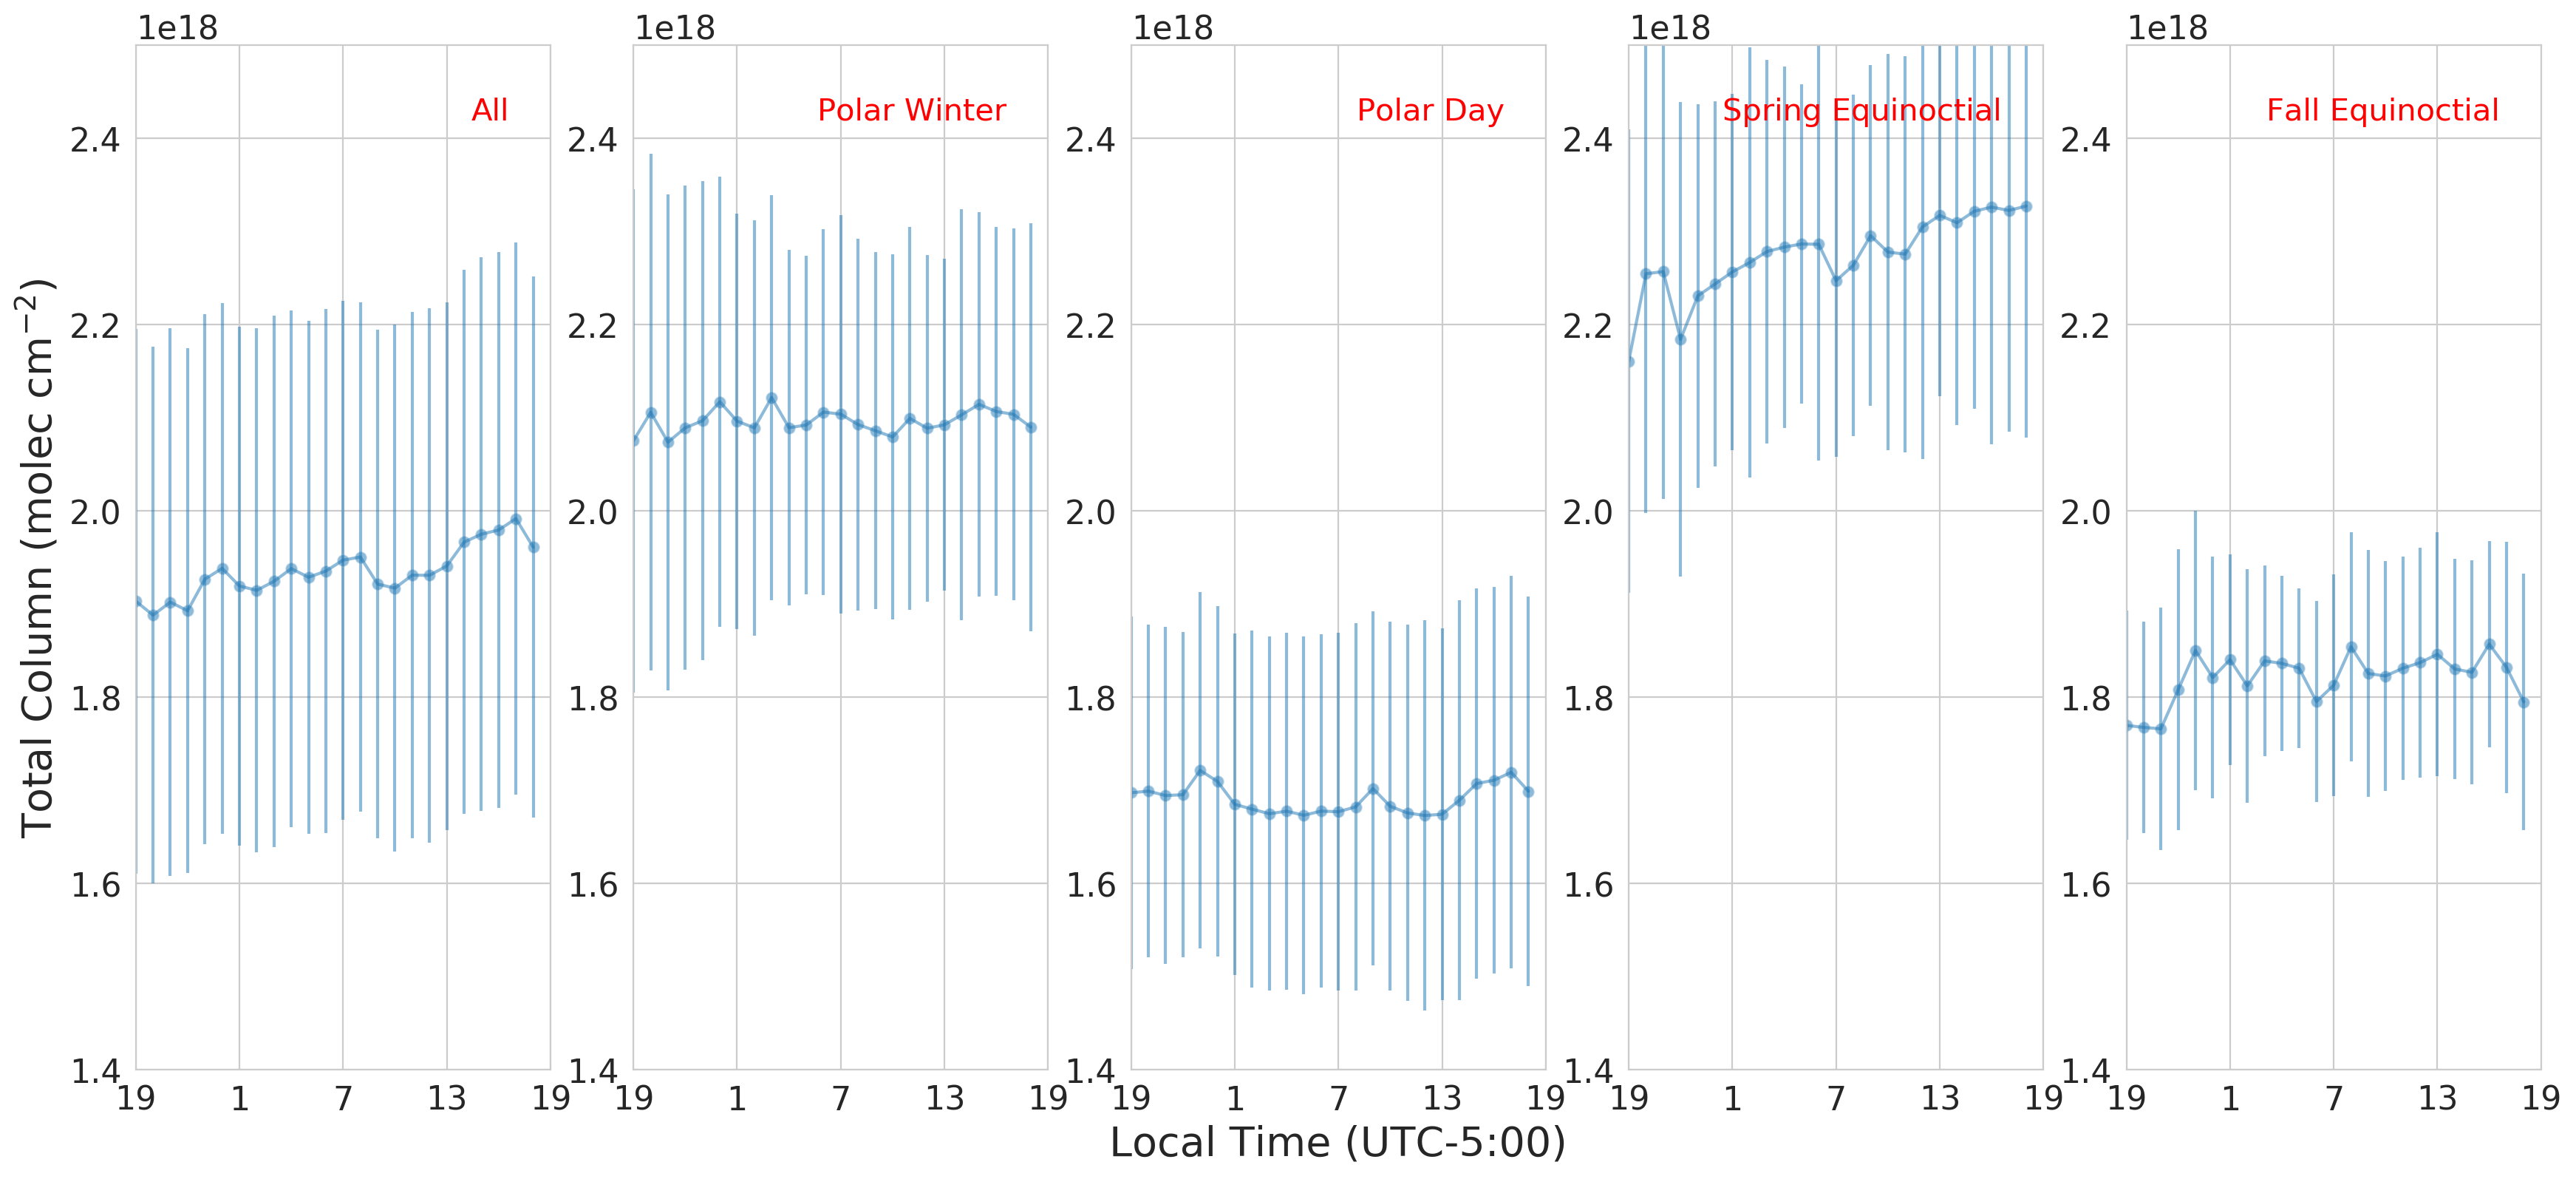 1e18 1e18 1e18 1e18 1e18
All Polar Winter Polar Day Spring Equinoctial Fall Equinoctial
2.4 2.4 2.4 2.4 2.4
2.2 2.2 2.2 2.2 2.2
2.0 2.0 2.0 2.0 2.0
1.8 1.8 1.8 1.8 1.8
1.6 1.6 1.6 1.6 1.6
1.4 1.4 1.4 1.4 1.4
Total Column (molec cm⁻²)
19 1 7 13 19 19 1 7 13 19 19 1 7 13 19 19 1 7 13 19 19 1 7 13 19
Local Time (UTC-5:00)